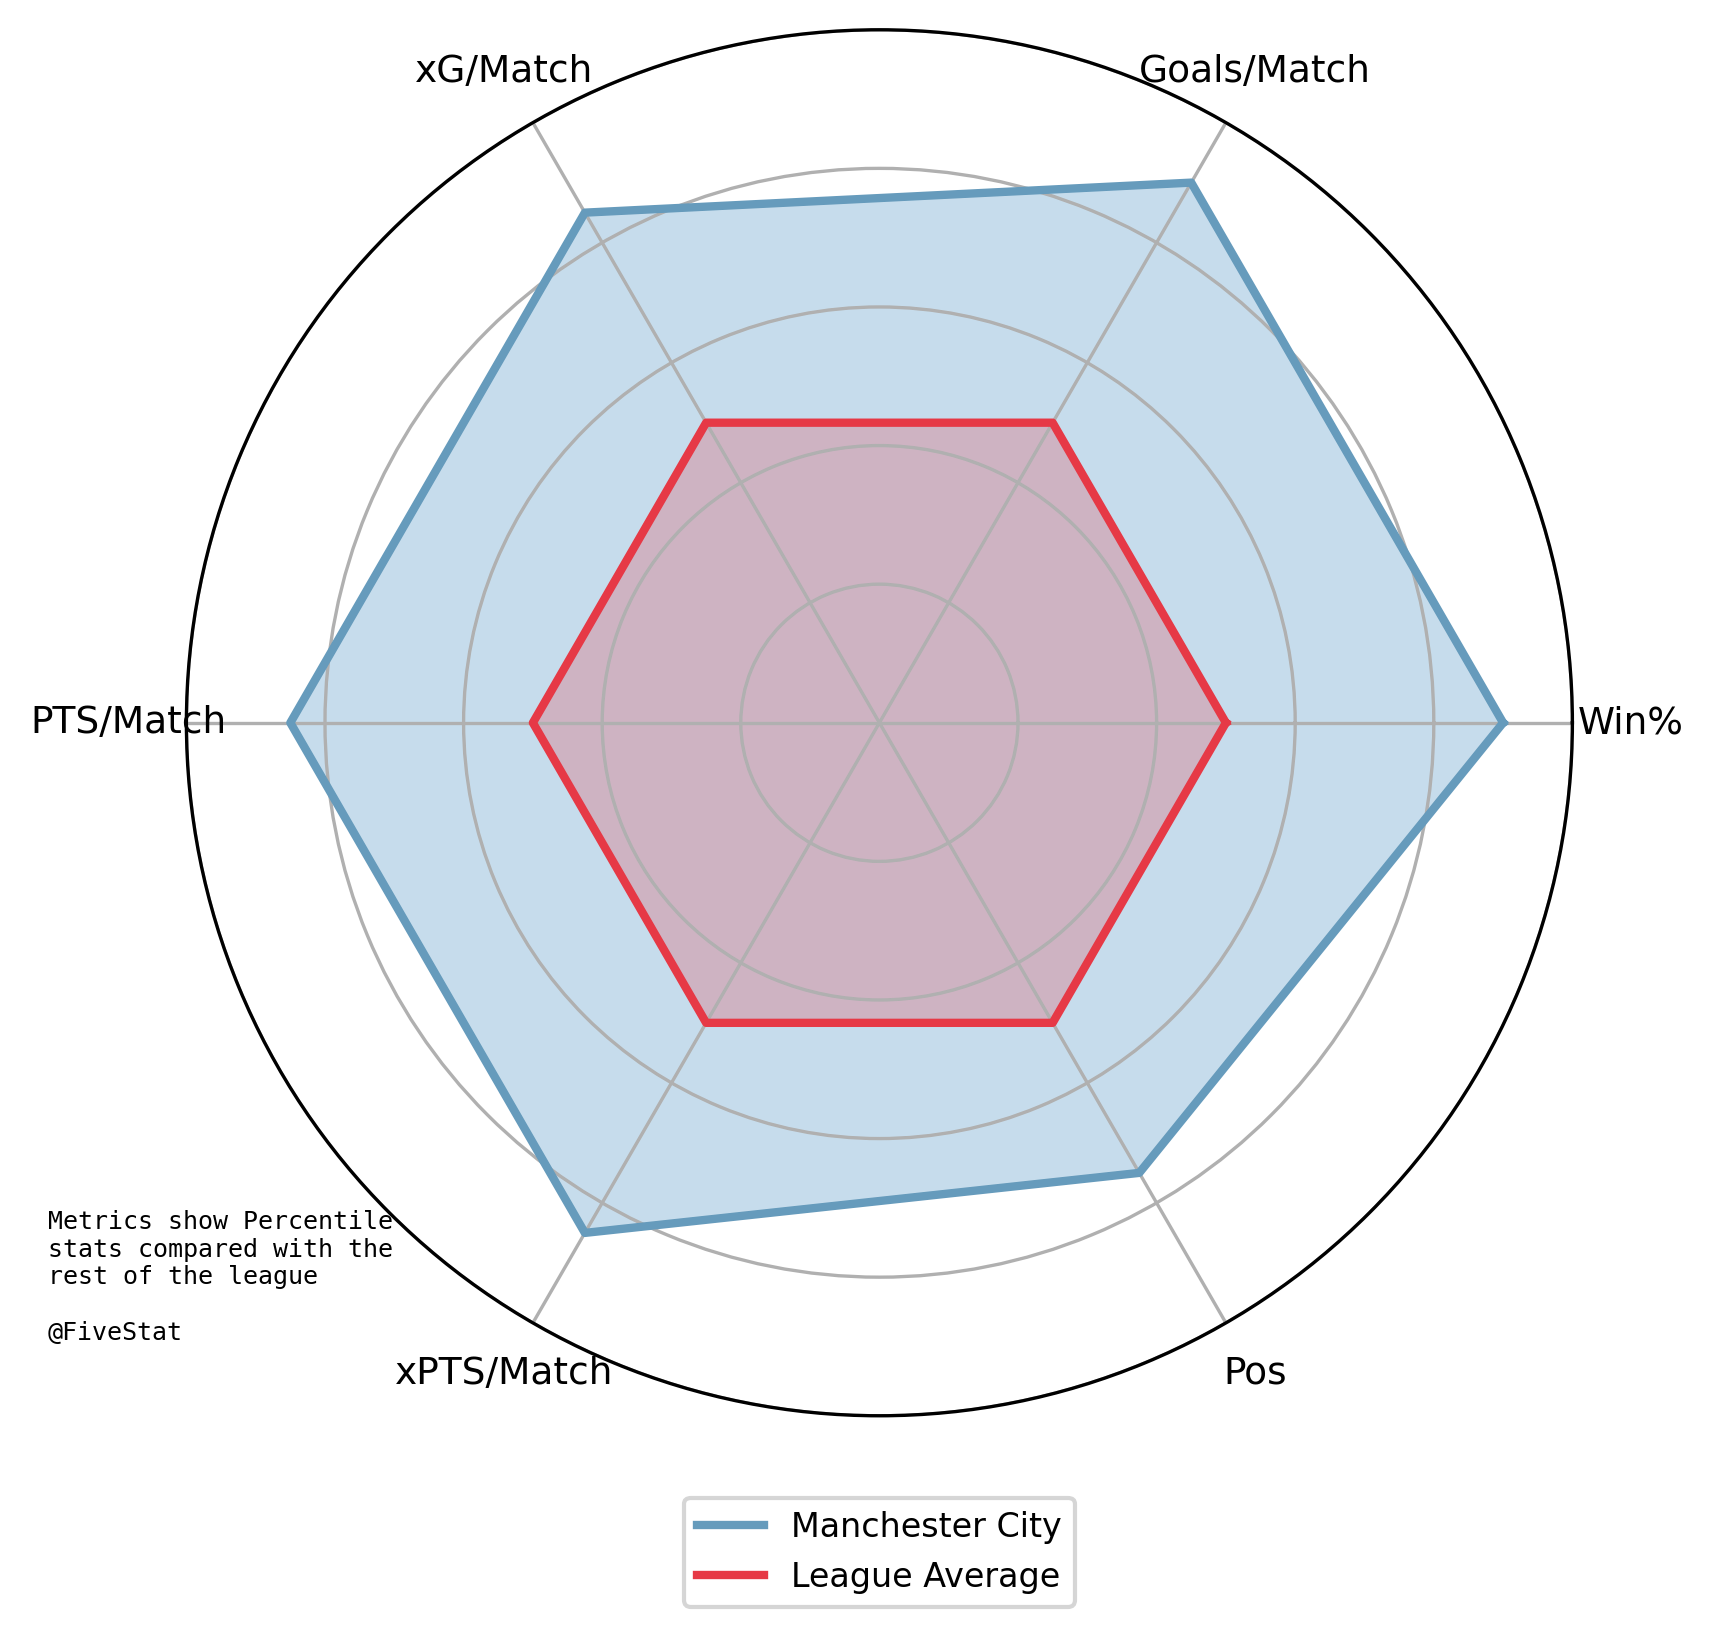 xG/Match
Goals/Match
PTS/Match
Win%
Metrics show Percentile
stats compared with the
rest of the league
@FiveStat
xPTS/Match
Pos
Manchester City
League Average